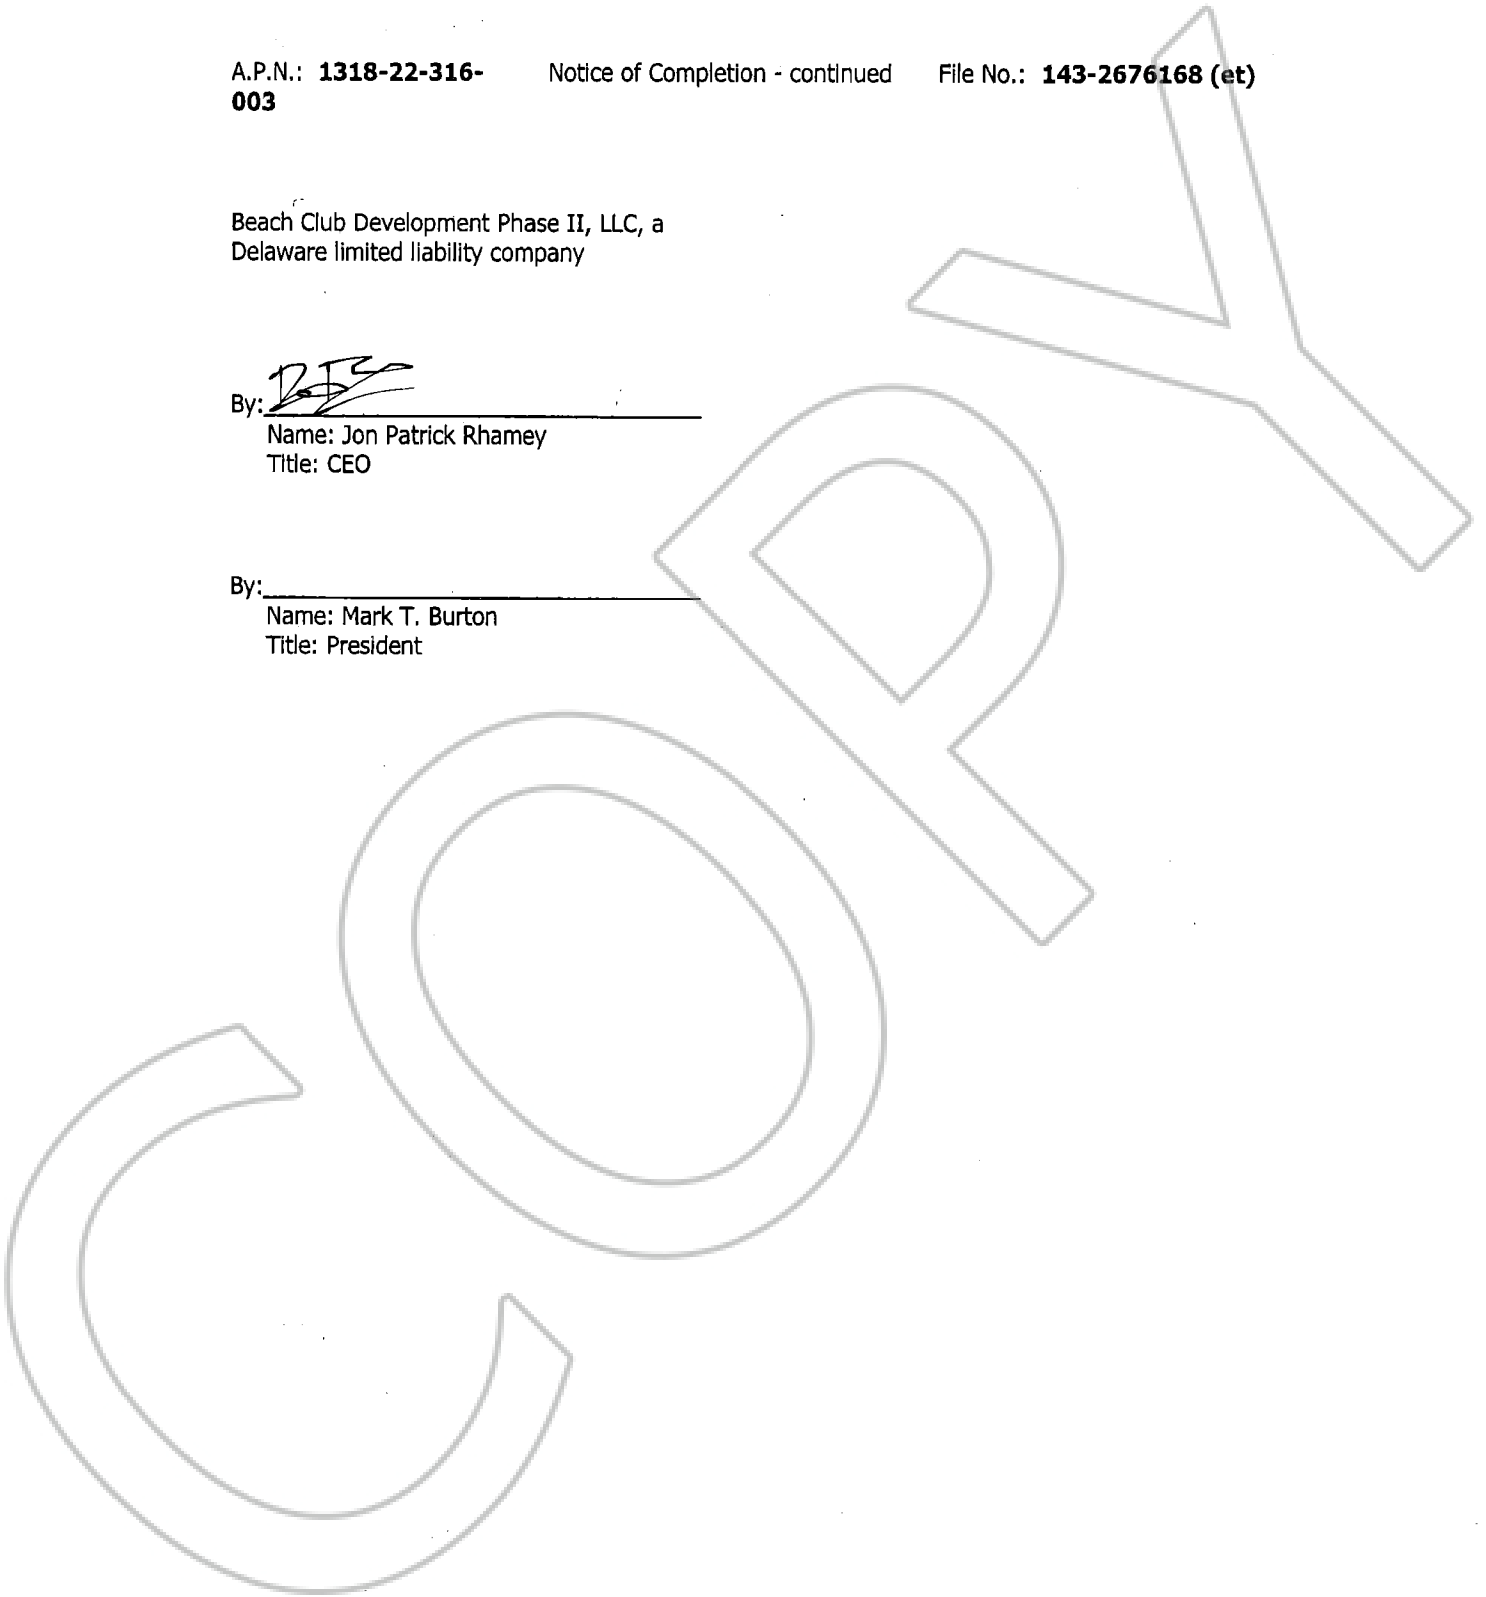 A.P.N.: 1318-22-316- Notice of Completion - continued File No.: 143-2676168 (et)
003
Beach Club Development Phase II, LLC, a
Delaware limited liability company
By:
Name: Jon Patrick Rhamey
Title: CEO
By:
Name: Mark T. Burton
Title: President
COPY